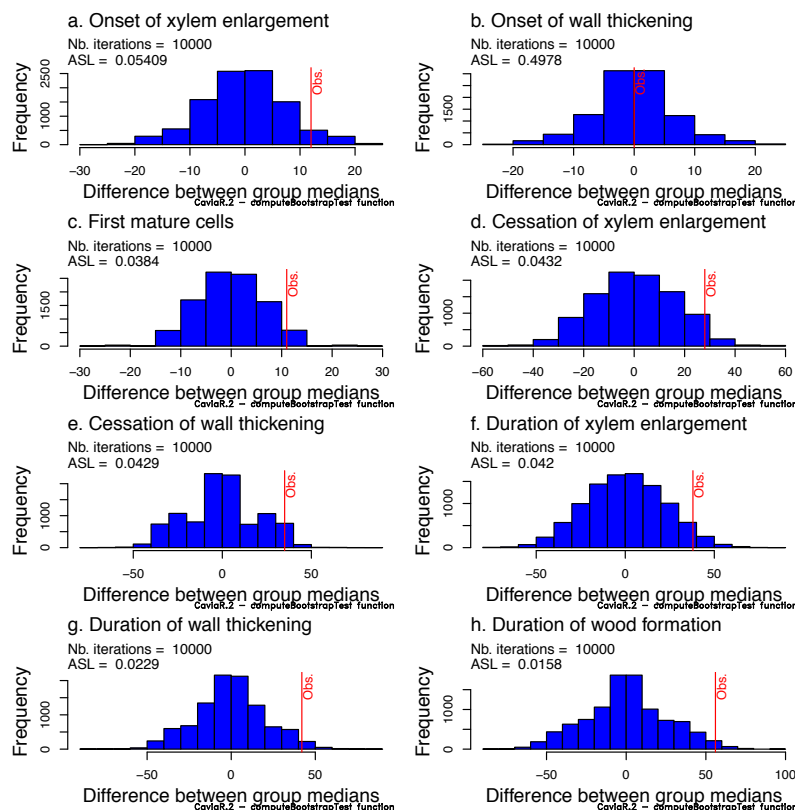 a. Onset of xylem enlargement
Nb. iterations = 10000
ASL = 0.05409
Obs.
Frequency
0
1000
2500
−30
−20
−10
0
10
20
Difference between group medians
CaviaR.2 − computeBootstrapTest function
b. Onset of wall thickening
Nb. iterations = 10000
ASL = 0.4978
Obs.
Frequency
0
1500
−20
−10
0
10
20
Difference between group medians
CaviaR.2 − computeBootstrapTest function
c. First mature cells
Nb. iterations = 10000
ASL = 0.0384
Obs.
Frequency
0
1500
−30
−20
−10
0
10
20
30
Difference between group medians
CaviaR.2 − computeBootstrapTest function
d. Cessation of xylem enlargement
Nb. iterations = 10000
ASL = 0.0432
Obs.
Frequency
0
1000
−60
−40
−20
0
20
40
60
Difference between group medians
CaviaR.2 − computeBootstrapTest function
e. Cessation of wall thickening
Nb. iterations = 10000
ASL = 0.0429
Obs.
Frequency
0
1000
−50
0
50
Difference between group medians
CaviaR.2 − computeBootstrapTest function
f. Duration of xylem enlargement
Nb. iterations = 10000
ASL = 0.042
Obs.
Frequency
0
1000
−50
0
50
Difference between group medians
CaviaR.2 − computeBootstrapTest function
g. Duration of wall thickening
Nb. iterations = 10000
ASL = 0.0229
Obs.
Frequency
0
1000
−50
0
50
Difference between group medians
CaviaR.2 − computeBootstrapTest function
h. Duration of wood formation
Nb. iterations = 10000
ASL = 0.0158
Obs.
Frequency
0
1000
−50
0
50
100
Difference between group medians
CaviaR.2 − computeBootstrapTest function